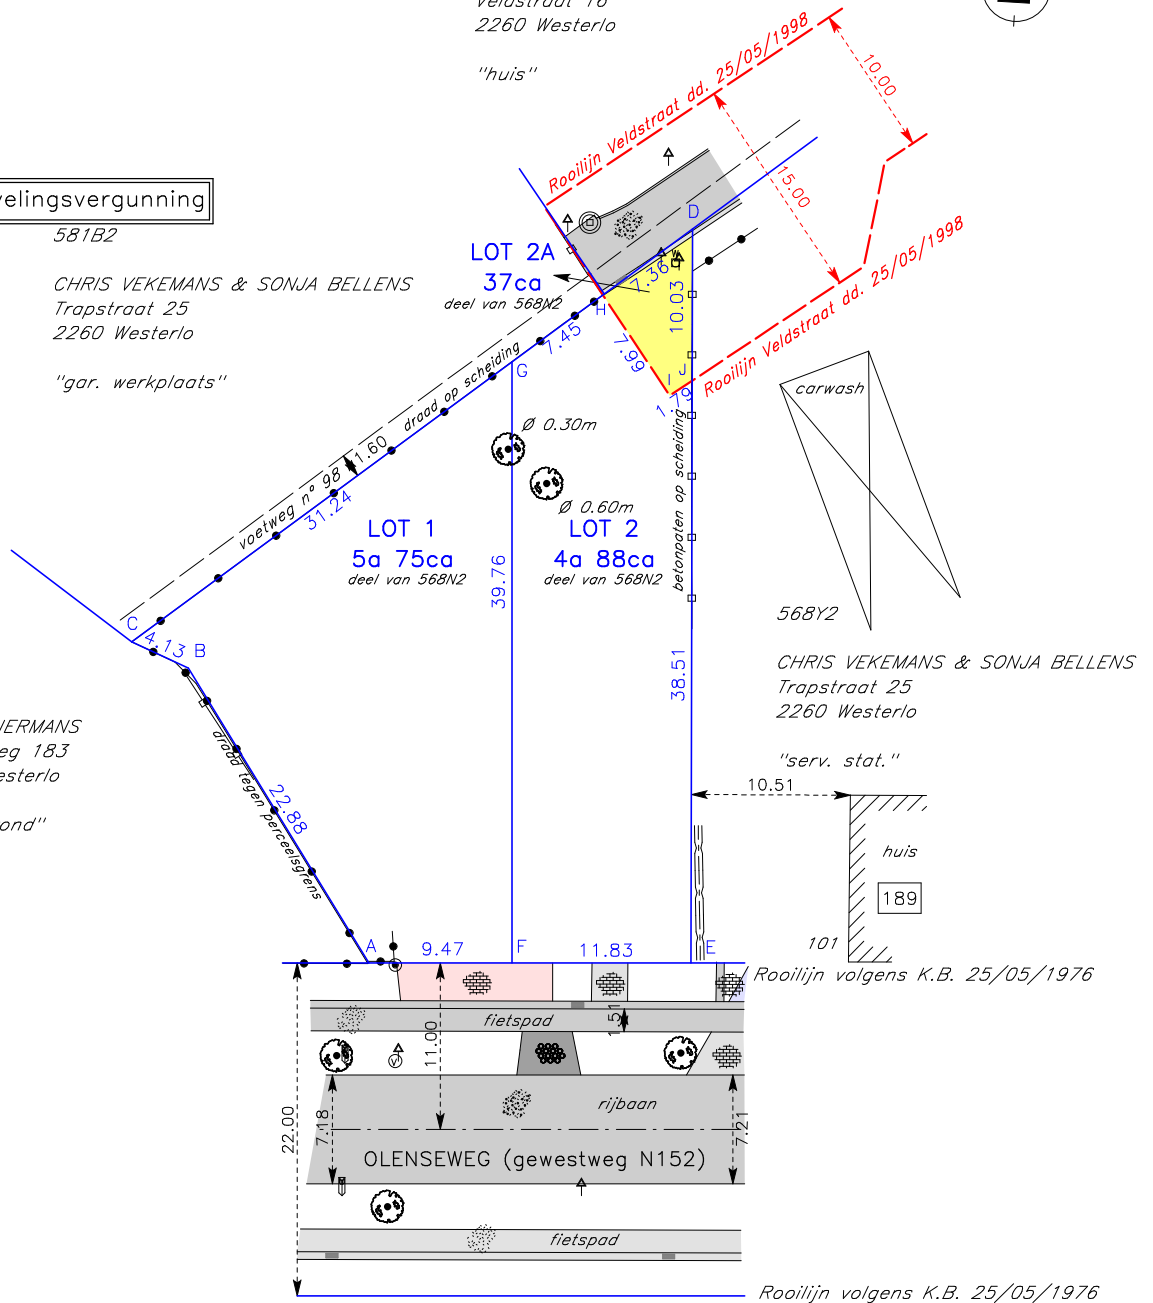 Veldstraat 16
2260 Westerlo
"huis"
Rooilijn Veldstraat dd. 25/05/1998
10.00
15.00
velingsvergunning
581B2
CHRIS VEKEMANS & SONJA BELLENS
Trapstraat 25
2260 Westerlo
"gar. werkplaats"
LOT 2A
37ca
deel van 568N2
D
7.36
10.03
H
7.45
7.99
G
I
J
1.79
Rooilijn Veldstraat dd. 25/05/1998
carwash
draad op scheiding
voetweg n° 98
1.60
31.24
Ø 0.30m
Ø 0.60m
betonpaten op scheiding
LOT 1
5a 75ca
deel van 568N2
LOT 2
4a 88ca
deel van 568N2
39.76
38.51
C
4.13
B
568Y2
CHRIS VEKEMANS & SONJA BELLENS
Trapstraat 25
2260 Westerlo
"serv. stat."
eg 183
esterlo
ond"
draad tegen perceelsgrens
22.88
10.51
huis
189
101
A
9.47
F
11.83
E
Rooilijn volgens K.B. 25/05/1976
fietspad
1.51
11.00
V
22.00
7.18
rijbaan
7.21
OLENSEWEG (gewestweg N152)
fietspad
Rooilijn volgens K.B. 25/05/1976